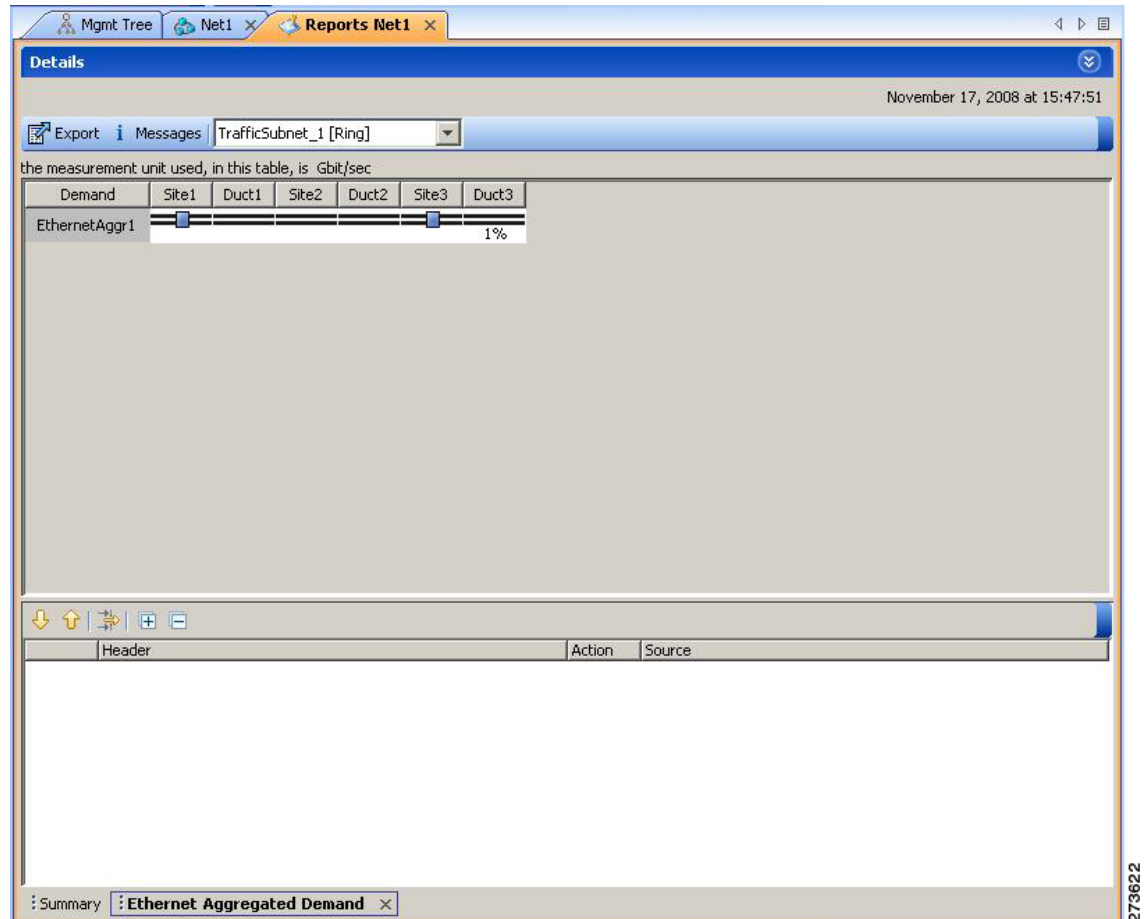 Mgmt Tree Net1 Reports Net1
Details
November 17, 2008 at 15:47:51
Export i Messages TrafficSubnet_1 [Ring]
the measurement unit used, in this table, is Gbit/sec
Demand Site1 Duct1 Site2 Duct2 Site3 Duct3
EthernetAggr1
1%
Header Action Source
Summary Ethernet Aggregated Demand
273622